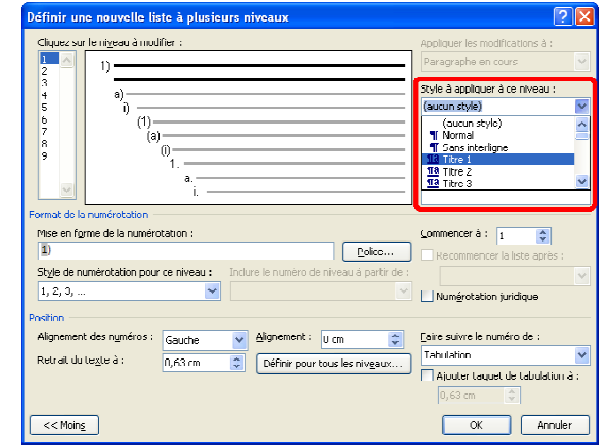 Définir une nouvelle liste à plusieurs niveaux
Cliquez sur le niveau à modifier :
Appliquer les modifications à :
1
2
3
4
5
6
7
8
9
1)
a)
i)
(1)
(a)
(i)
1.
a.
i.
Paragraphe en cours
Style à appliquer à ce niveau :
(aucun style)
(aucun style)
Normal
Sans interligne
Titre 1
Titre 2
Titre 3
Format de la numérotation
Mise en forme de la numérotation :
1)
Police...
Commencer à :
1
Recommencer la liste après :
Style de numérotation pour ce niveau :
Inclure le numéro de niveau à partir de :
1, 2, 3, ...
Numérotation juridique
Position
Alignement des numéros :
Gauche
Alignement :
0 cm
Faire suivre le numéro de :
Tabulation
Retrait du texte à :
0,63 cm
Définir pour tous les niveaux...
Ajouter taquet de tabulation à :
0,63 cm
<< Moins
OK
Annuler